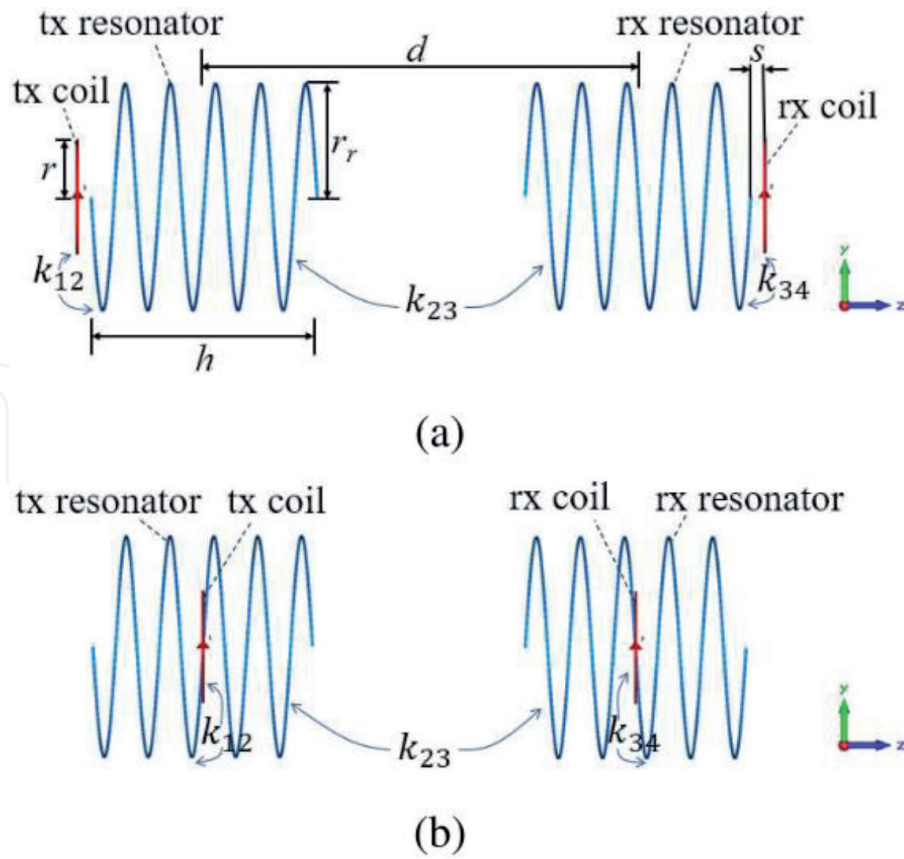 tx resonator
rx resonator
d
s
tx coil
rx coil
r
r_r
k_12
k_23
k_34
y
z
h
(a)
tx resonator tx coil
rx coil rx resonator
k_12
k_23
k_34
y
z
(b)